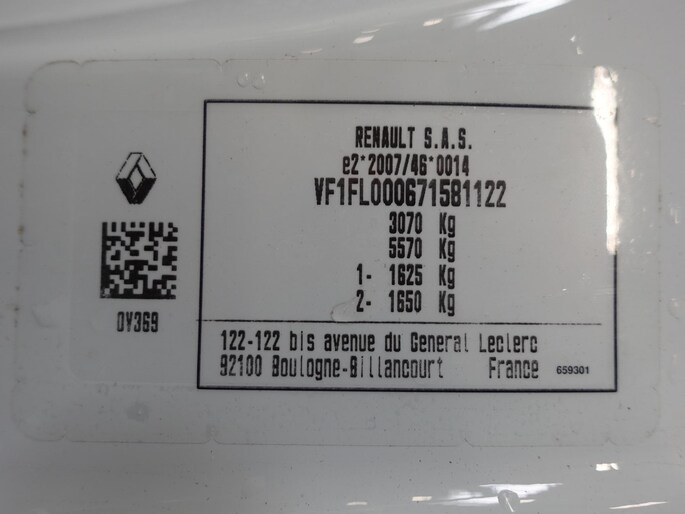 RENAULT S.A.S.
e2*2007/46*0014
VF1FL000671581122
3070 Kg
5570 Kg
1- 1625 Kg
2- 1650 Kg
0V369
122-122 bis avenue du General Leclerc
92100 Boulogne-Billancourt France 659301